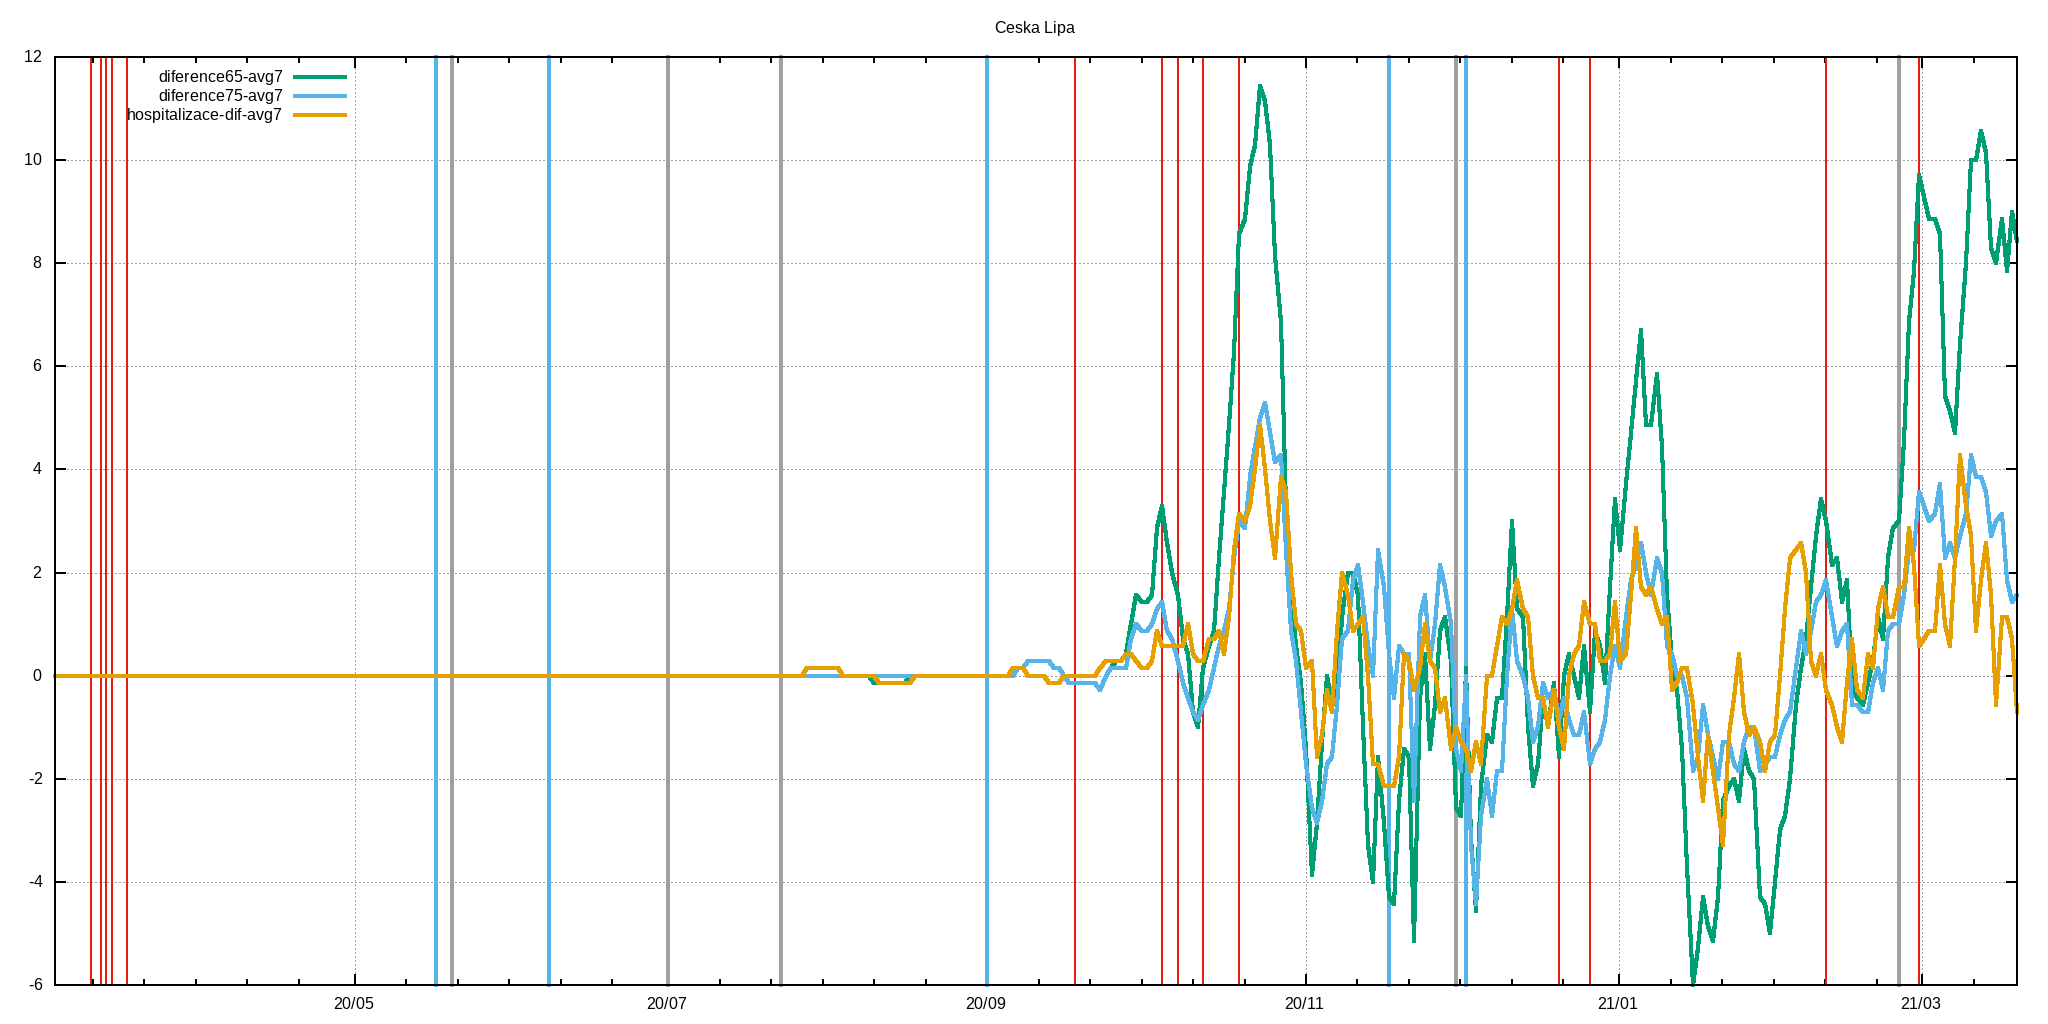 Ceska Lipa
12
10
8
6
4
2
0
-2
-4
-6
diference65-avg7
diference75-avg7
hospitalizace-dif-avg7
20/05 20/07 20/09 20/11 21/01 21/03